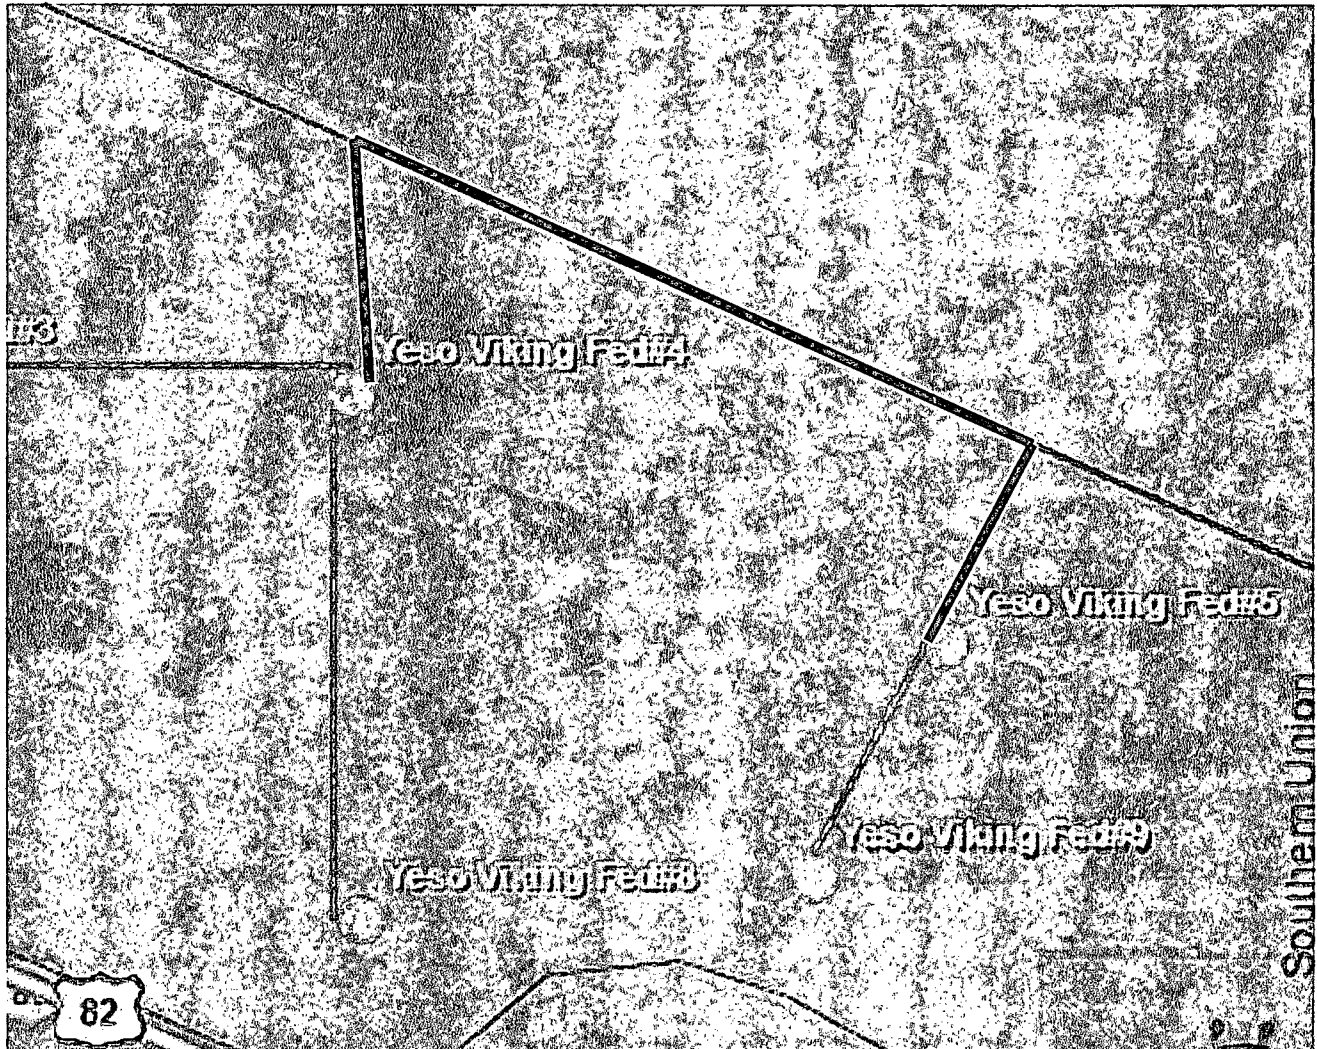 #3
Yeso Viking Fed#4
Yeso Viking Fed#5
Southern Union
Yeso Viking Fed#9
Yeso Viking Fed#8
82